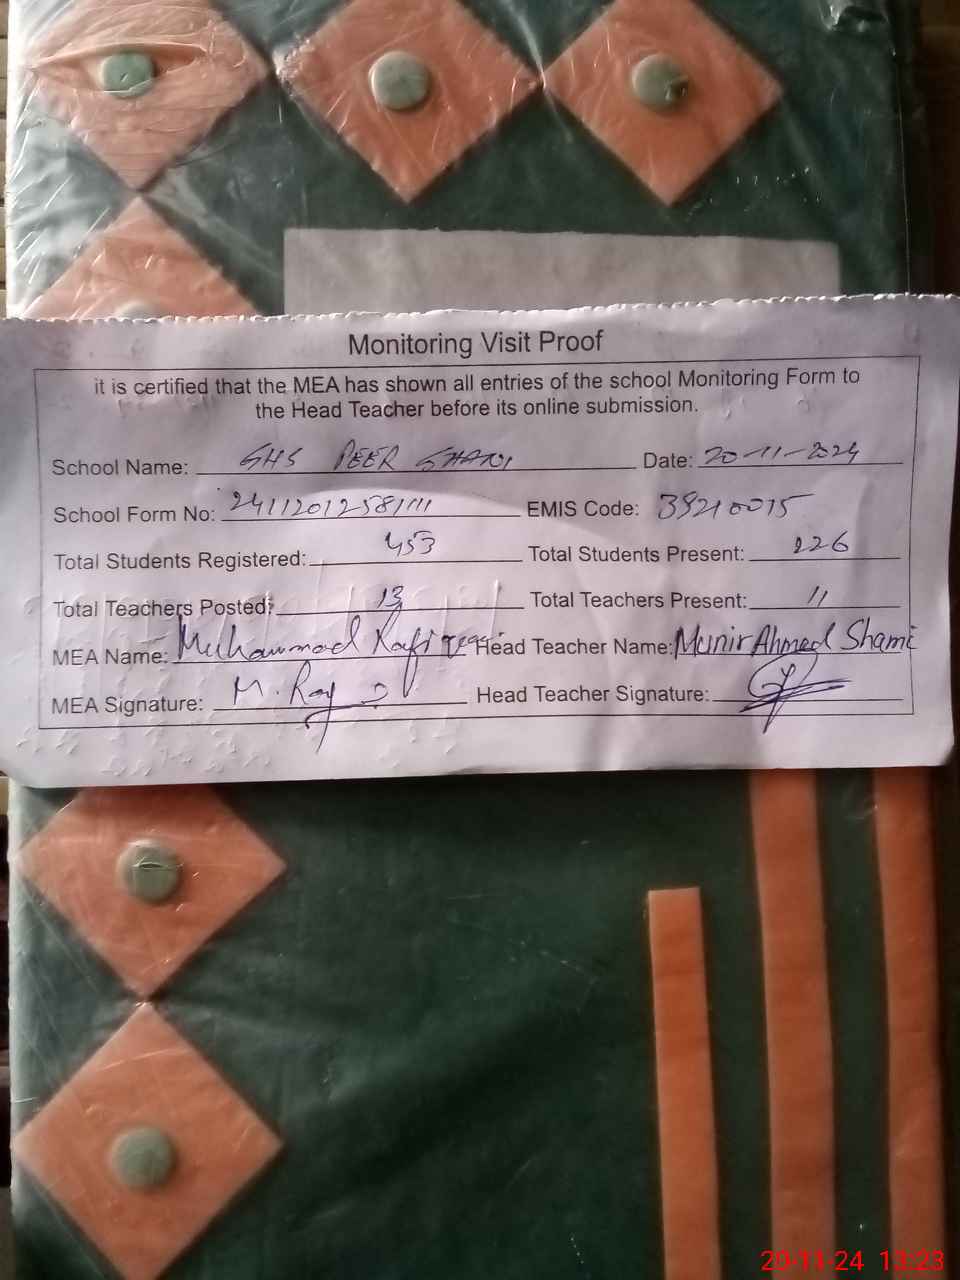 Monitoring Visit Proof
it is certified that the MEA has shown all entries of the school Monitoring Form to
the Head Teacher before its online submission.
School Name: GHS PEER GHANI Date: 20-11-2024
School Form No: 24112012581111 EMIS Code: 39210015
Total Students Registered: 453 Total Students Present: 226
Total Teachers Posted: 13 Total Teachers Present: 11
MEA Name: Muhammad Rafi Head Teacher Name: Munir Ahmed Shami
MEA Signature: M. Raf Head Teacher Signature:
20-11-24 13:23